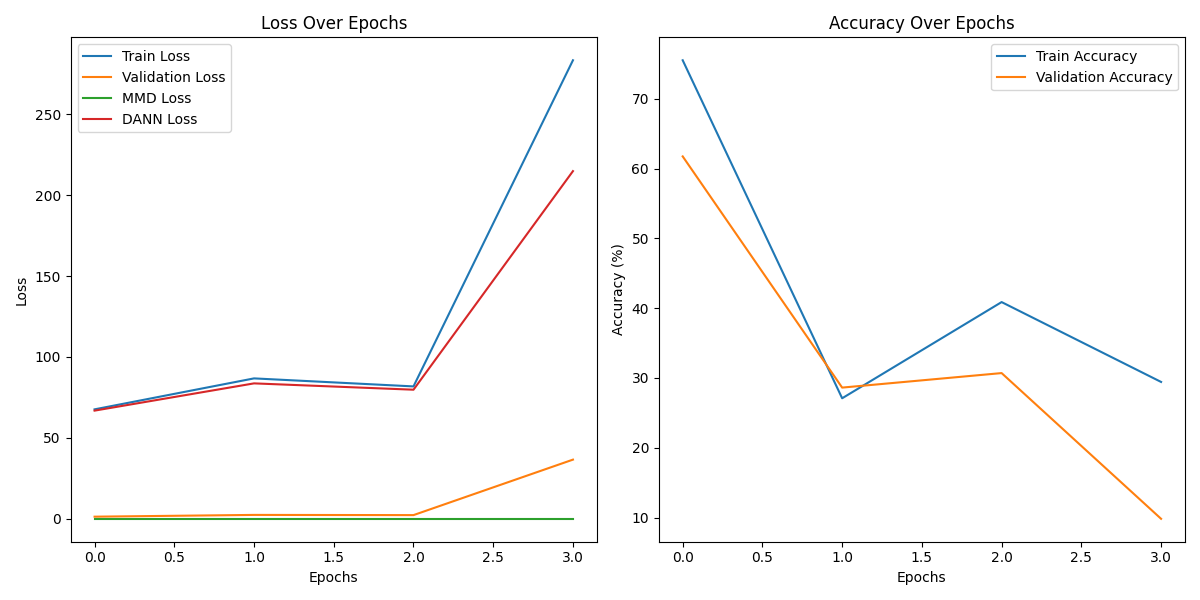 Loss Over Epochs
Train Loss
Validation Loss
MMD Loss
DANN Loss
Loss
250
200
150
100
50
0
0.0 0.5 1.0 1.5 2.0 2.5 3.0
Epochs
Accuracy Over Epochs
Train Accuracy
Validation Accuracy
Accuracy (%)
70
60
50
40
30
20
10
0.0 0.5 1.0 1.5 2.0 2.5 3.0
Epochs